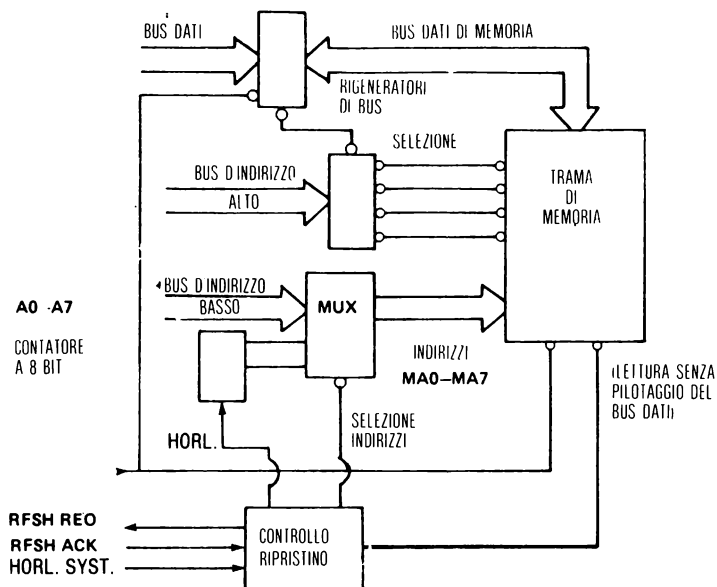 BUS DATI
BUS DATI DI MEMORIA
RIGENERATORI
DI BUS
SELEZIONE
BUS D'INDIRIZZO
ALTO
TRAMA
DI
MEMORIA
BUS D'INDIRIZZO
BASSO
MUX
A0 -A7
CONTATORE
A 8 BIT
INDIRIZZI
MA0–MA7
(LETTURA SENZA
PILOTAGGIO DEL
BUS DATI)
SELEZIONE
INDIRIZZI
HORL.
RFSH REO
RFSH ACK
HORL. SYST.
CONTROLLO
RIPRISTINO